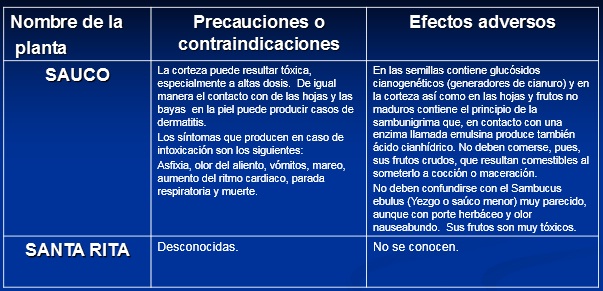 Nombre de la
planta
Precauciones o
contraindicaciones
Efectos adversos
SAUCO
La corteza puede resultar tóxica,
especialmente a altas dosis. De igual
manera el contacto con de las hojas y las
bayas en la piel puede producir casos de
dermatitis.
Los síntomas que producen en caso de
intoxicación son los siguientes:
Asfixia, olor del aliento, vómitos, mareo,
aumento del ritmo cardiaco, parada
respiratoria y muerte.
En las semillas contiene glucósidos
cianogenéticos (generadores de cianuro) y en
la corteza así como en las hojas y frutos no
maduros contiene el principio de la
sambunigrima que, en contacto con una
enzima llamada emulsina produce también
ácido cianhídrico. No deben comerse, pues,
sus frutos crudos, que resultan comestibles al
someterlo a cocción o maceración.
No deben confundirse con el Sambucus
ebulus (Yezgo o saúco menor) muy parecido,
aunque con porte herbáceo y olor
nauseabundo. Sus frutos son muy tóxicos.
SANTA RITA
Desconocidas.
No se conocen.